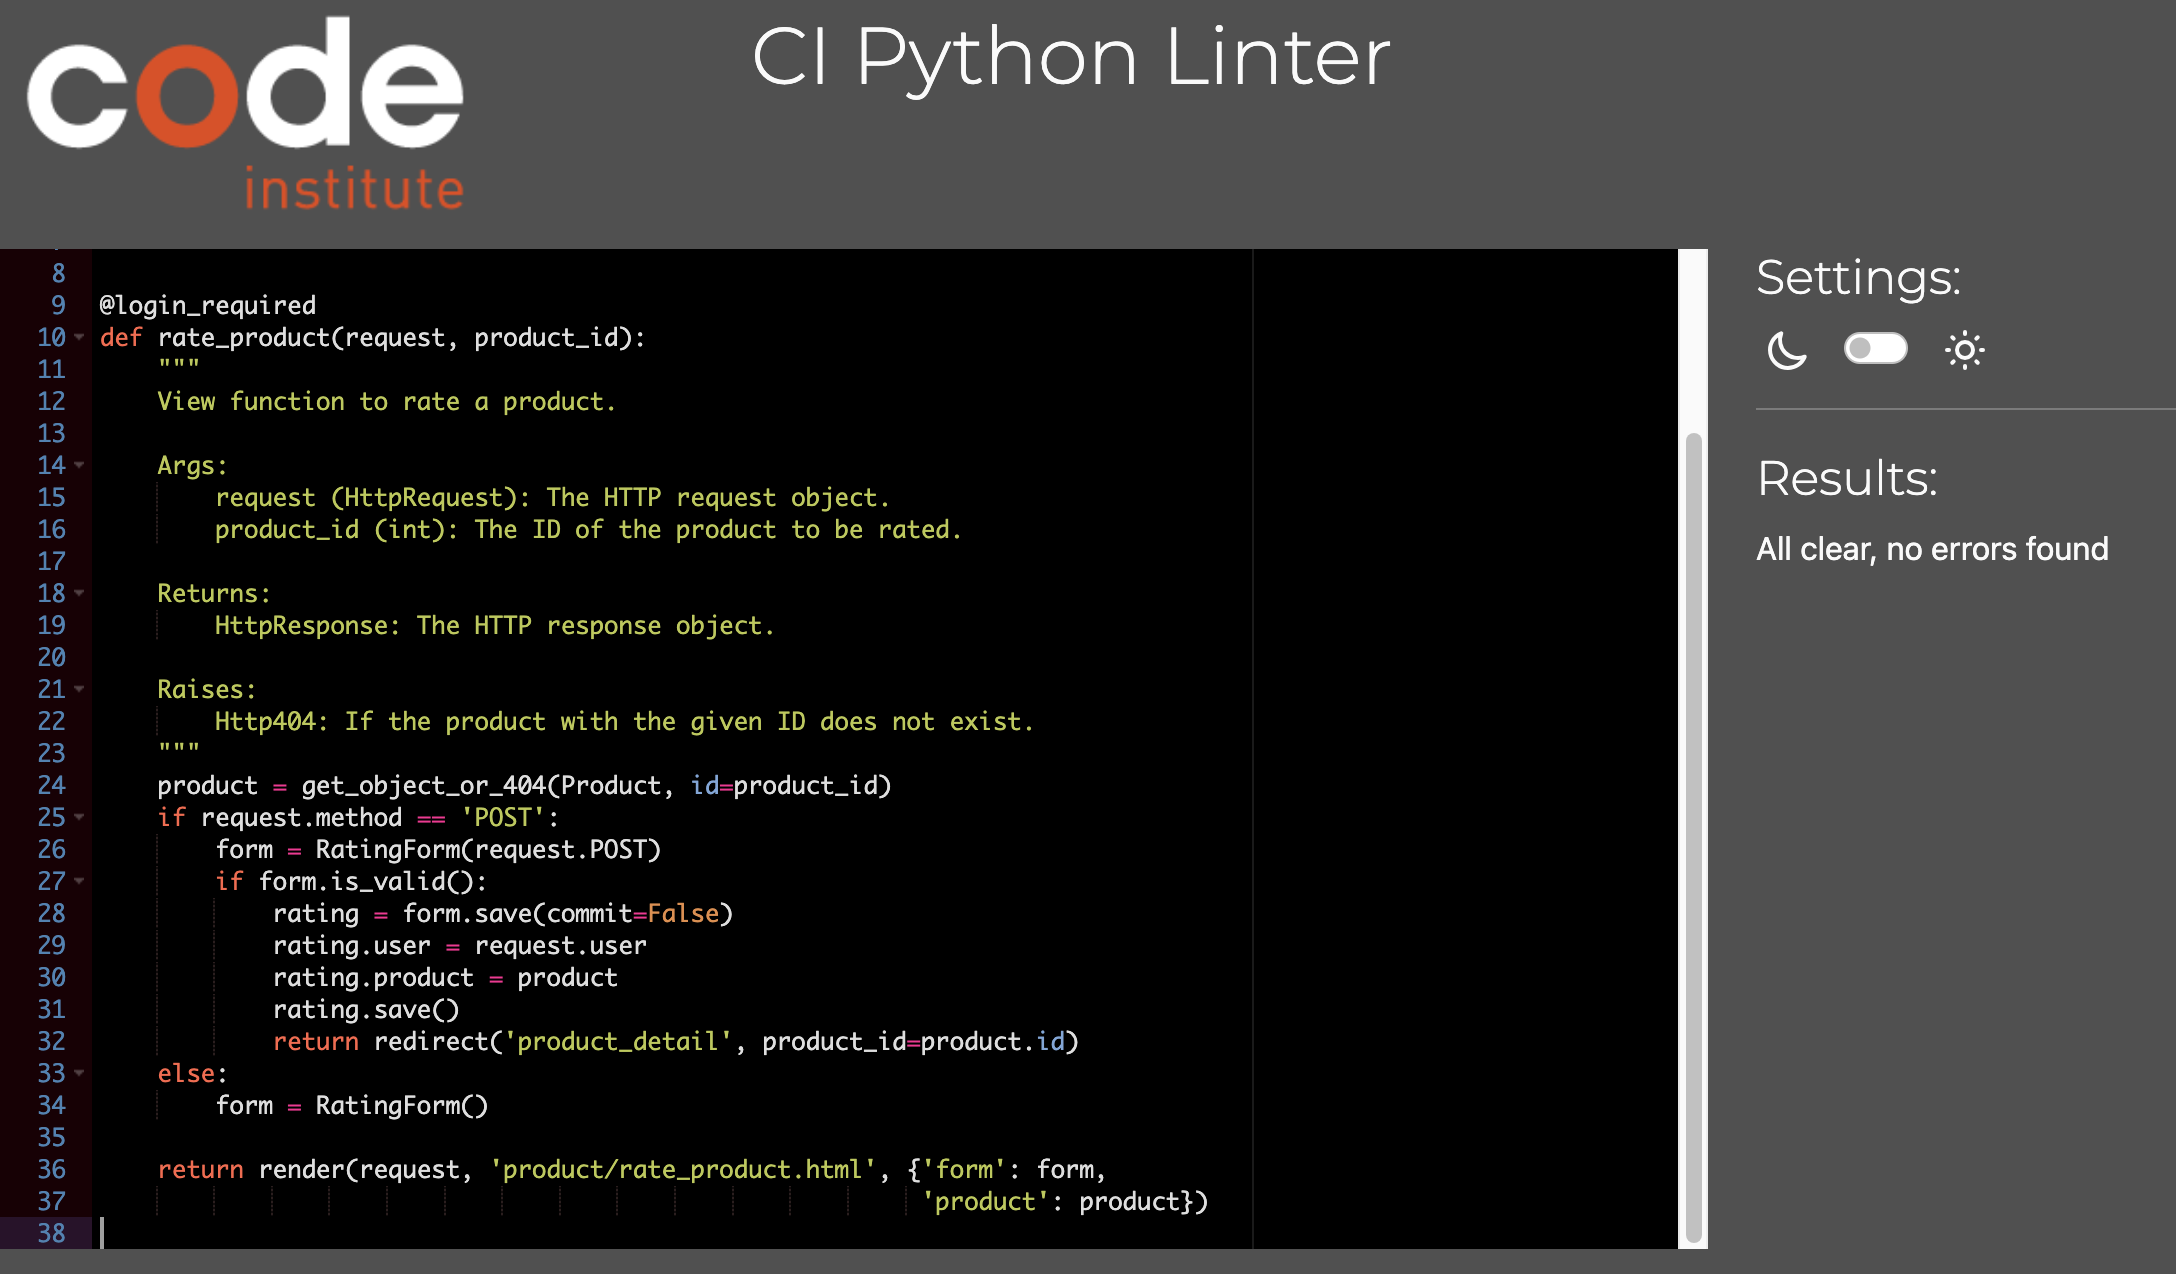 code
institute
CI Python Linter
8
9 @login_required
10 def rate_product(request, product_id):
11     """
12     View function to rate a product.
13
14     Args:
15         request (HttpRequest): The HTTP request object.
16         product_id (int): The ID of the product to be rated.
17
18     Returns:
19         HttpResponse: The HTTP response object.
20
21     Raises:
22         Http404: If the product with the given ID does not exist.
23     """
24     product = get_object_or_404(Product, id=product_id)
25     if request.method == 'POST':
26         form = RatingForm(request.POST)
27         if form.is_valid():
28             rating = form.save(commit=False)
29             rating.user = request.user
30             rating.product = product
31             rating.save()
32             return redirect('product_detail', product_id=product.id)
33     else:
34         form = RatingForm()
35
36     return render(request, 'product/rate_product.html', {'form': form,
37                                                          'product': product})
38
Settings:
Results:
All clear, no errors found